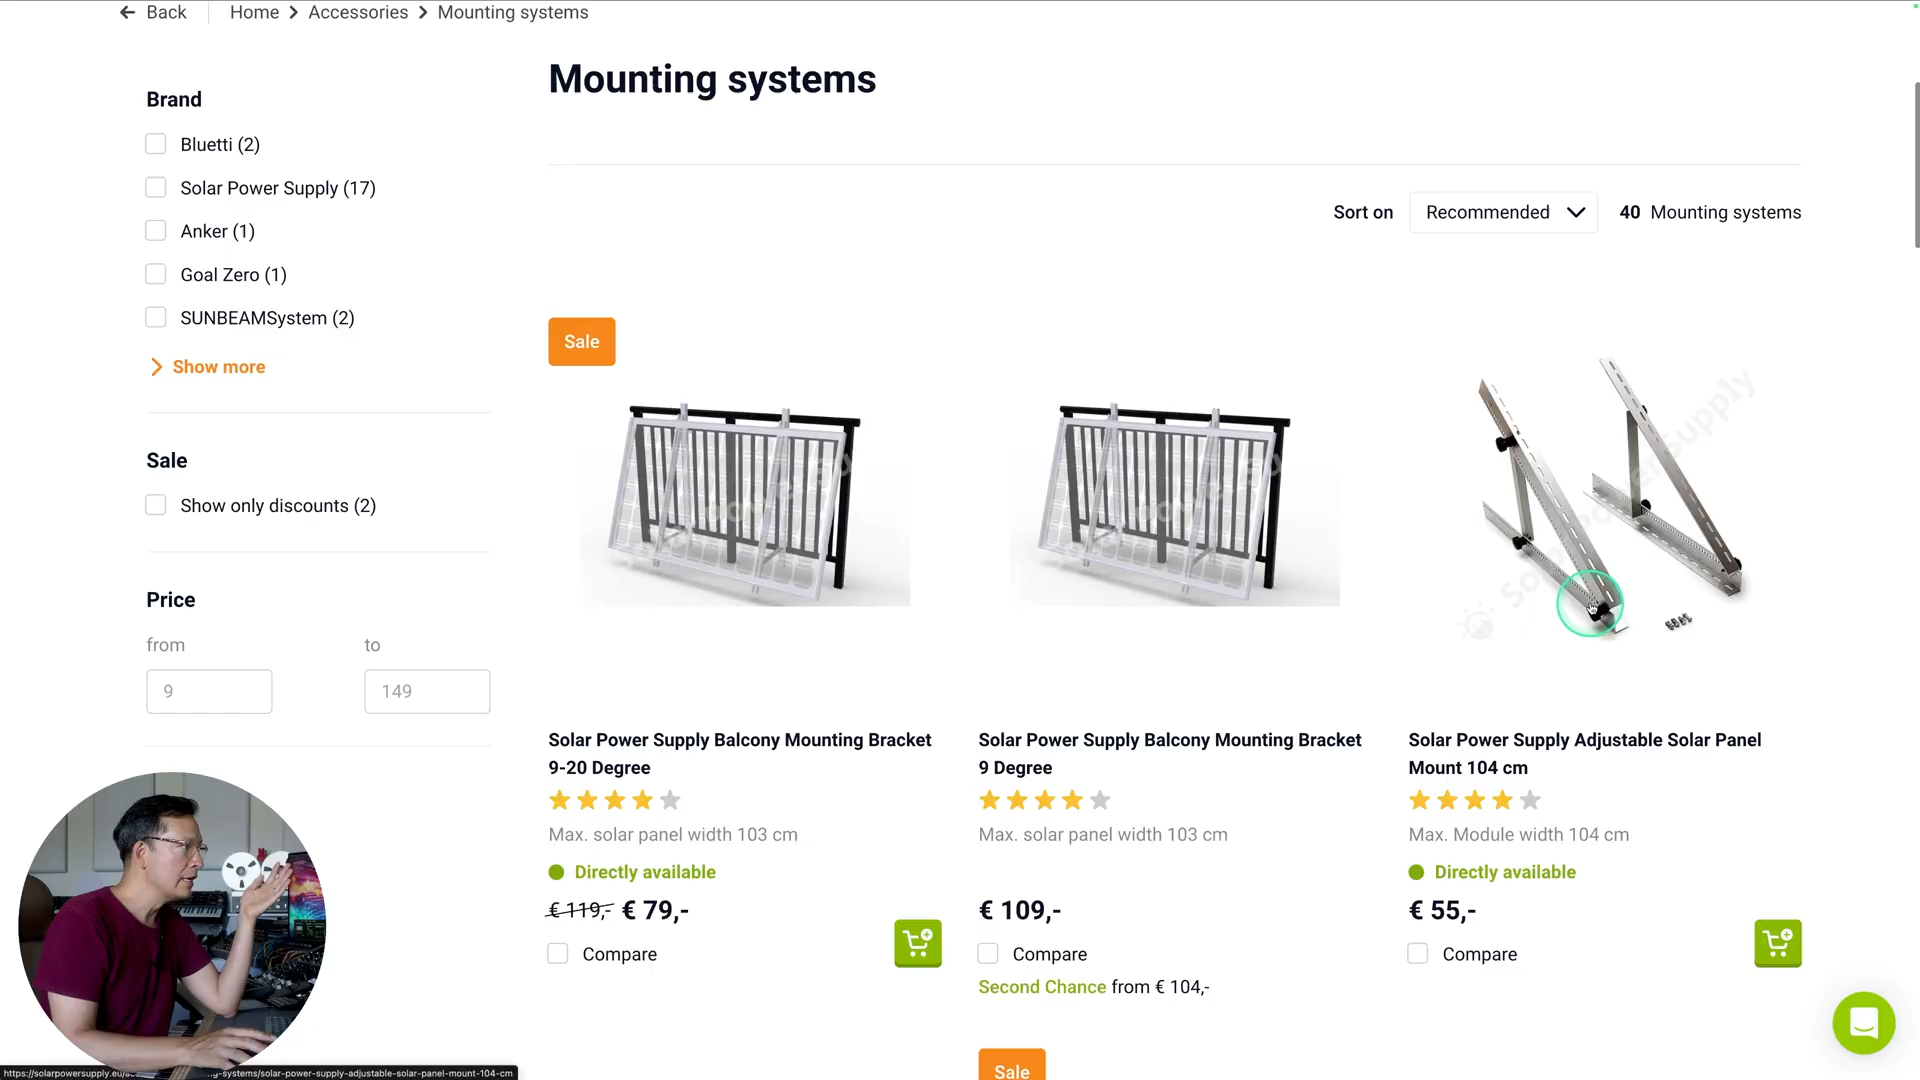 Back
Home > Accessories > Mounting systems
Mounting systems
Brand
Bluetti (2)
Solar Power Supply (17)
Anker (1)
Goal Zero (1)
SUNBEAMSystem (2)
Show more
Sale
Show only discounts (2)
Price
from
to
9
149
Sort on
Recommended
40 Mounting systems
Sale
Solar Power Supply Balcony Mounting Bracket
9-20 Degree
Max. solar panel width 103 cm
Directly available
€ 119,- € 79,-
Compare
Solar Power Supply Balcony Mounting Bracket
9 Degree
Max. solar panel width 103 cm
€ 109,-
Compare
Second Chance from € 104,-
Sale
Solar Power Supply Adjustable Solar Panel
Mount 104 cm
Max. Module width 104 cm
Directly available
€ 55,-
Compare